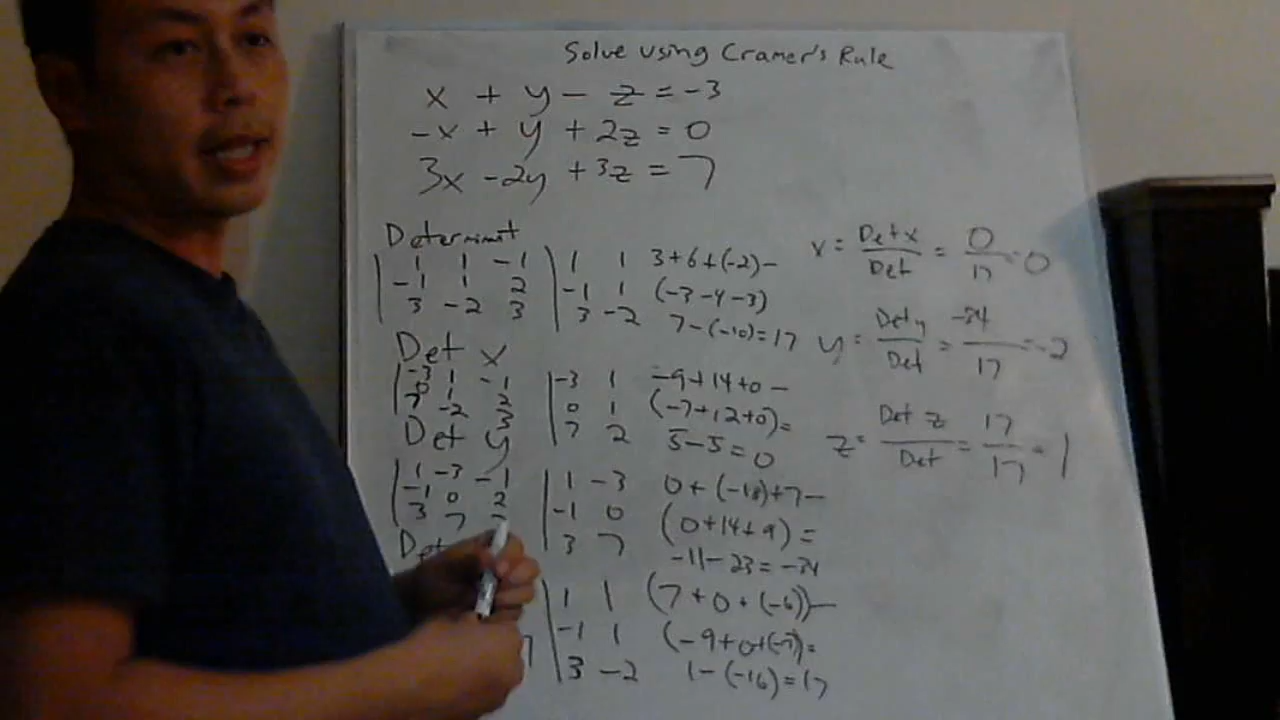 Solve using Cramer's Rule
x + y - z = -3
-x + y + 2z = 0
3x - 2y + 3z = 7
Determinant
1 1 -1 | 1 1 3+6+(-2)-
-1 1 2 | -1 1 (-3-4-3)
3 -2 3 | 3 -2 7-(-10)=17
Det x
-3 1 -1 | -3 1 -9+14+0-
0 1 2 | 0 1 (-7+12+0)=
7 -2 3 | 7 2 5-5=0
Det y
1 -3 -1 | 1 -3 0+(-18)+7-
-1 0 2 | -1 0 (0+14+9)=
3 7 | 3 7 -11-23=-34
Det
1 1 (7+0+(-6))-
-1 1 (-9+0+(-7)=
3 -2 1-(-16)=17
x = Det x / Det = 0 / 17 = 0
y = Det y / Det = -34 / 17 = -2
z = Det z / Det = 17 / 17 = 1